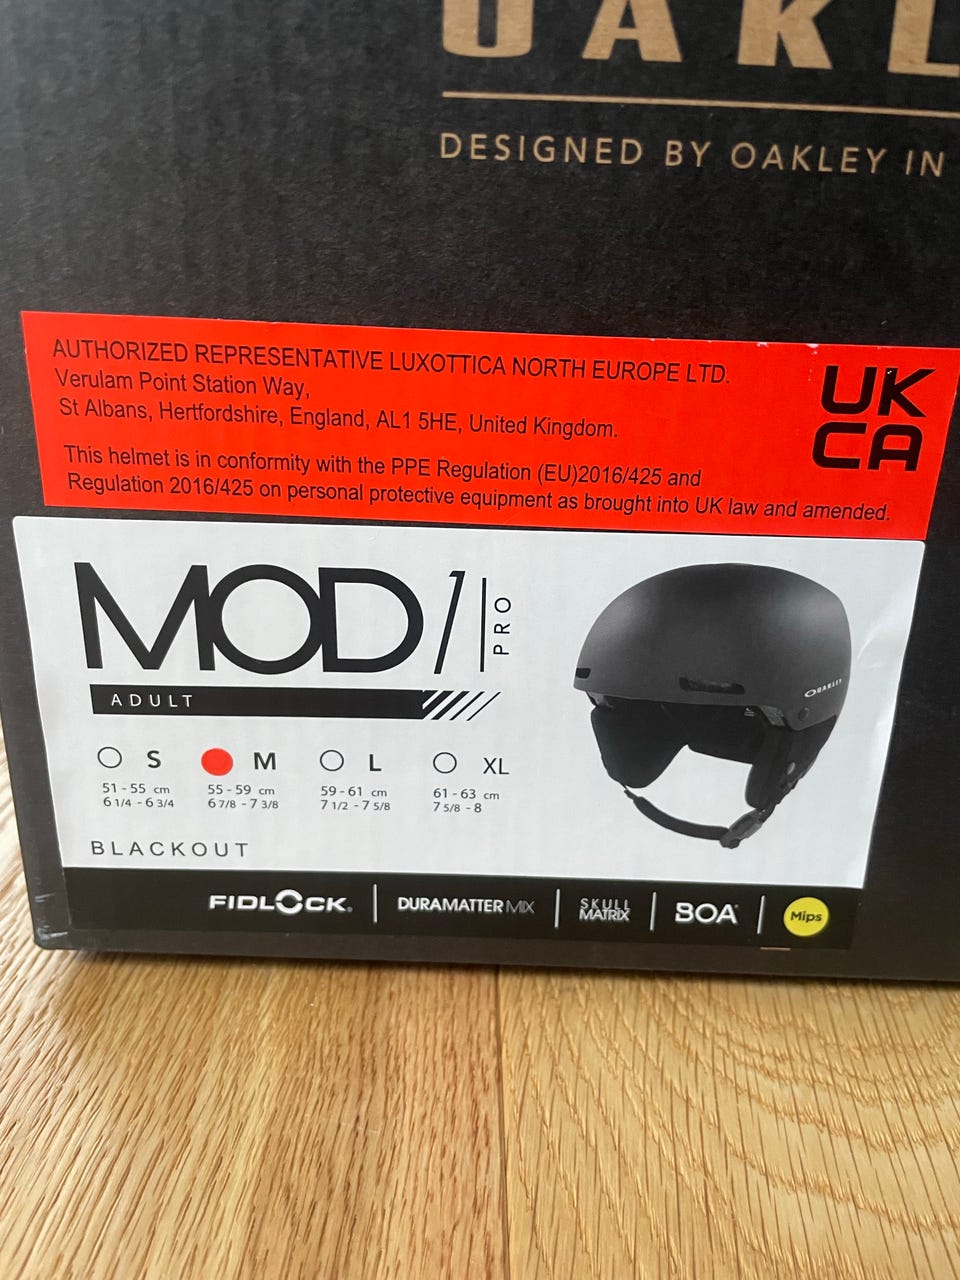 OAKL
DESIGNED BY OAKLEY IN
AUTHORIZED REPRESENTATIVE LUXOTTICA NORTH EUROPE LTD.
Verulam Point Station Way,
St Albans, Hertfordshire, England, AL1 5HE, United Kingdom.
This helmet is in conformity with the PPE Regulation (EU)2016/425 and
Regulation 2016/425 on personal protective equipment as brought into UK law and amended.
UK
CA
MOD/1 PRO
ADULT
S M L XL
51 - 55 cm 55 - 59 cm 59 - 61 cm 61 - 63 cm
6 1/4 - 6 3/4 6 7/8 - 7 3/8 7 1/2 - 7 5/8 7 5/8 - 8
BLACKOUT
OAKLEY
FIDLOCK. | DURAMATTER MIX | SKULL MATRIX | BOA | Mips